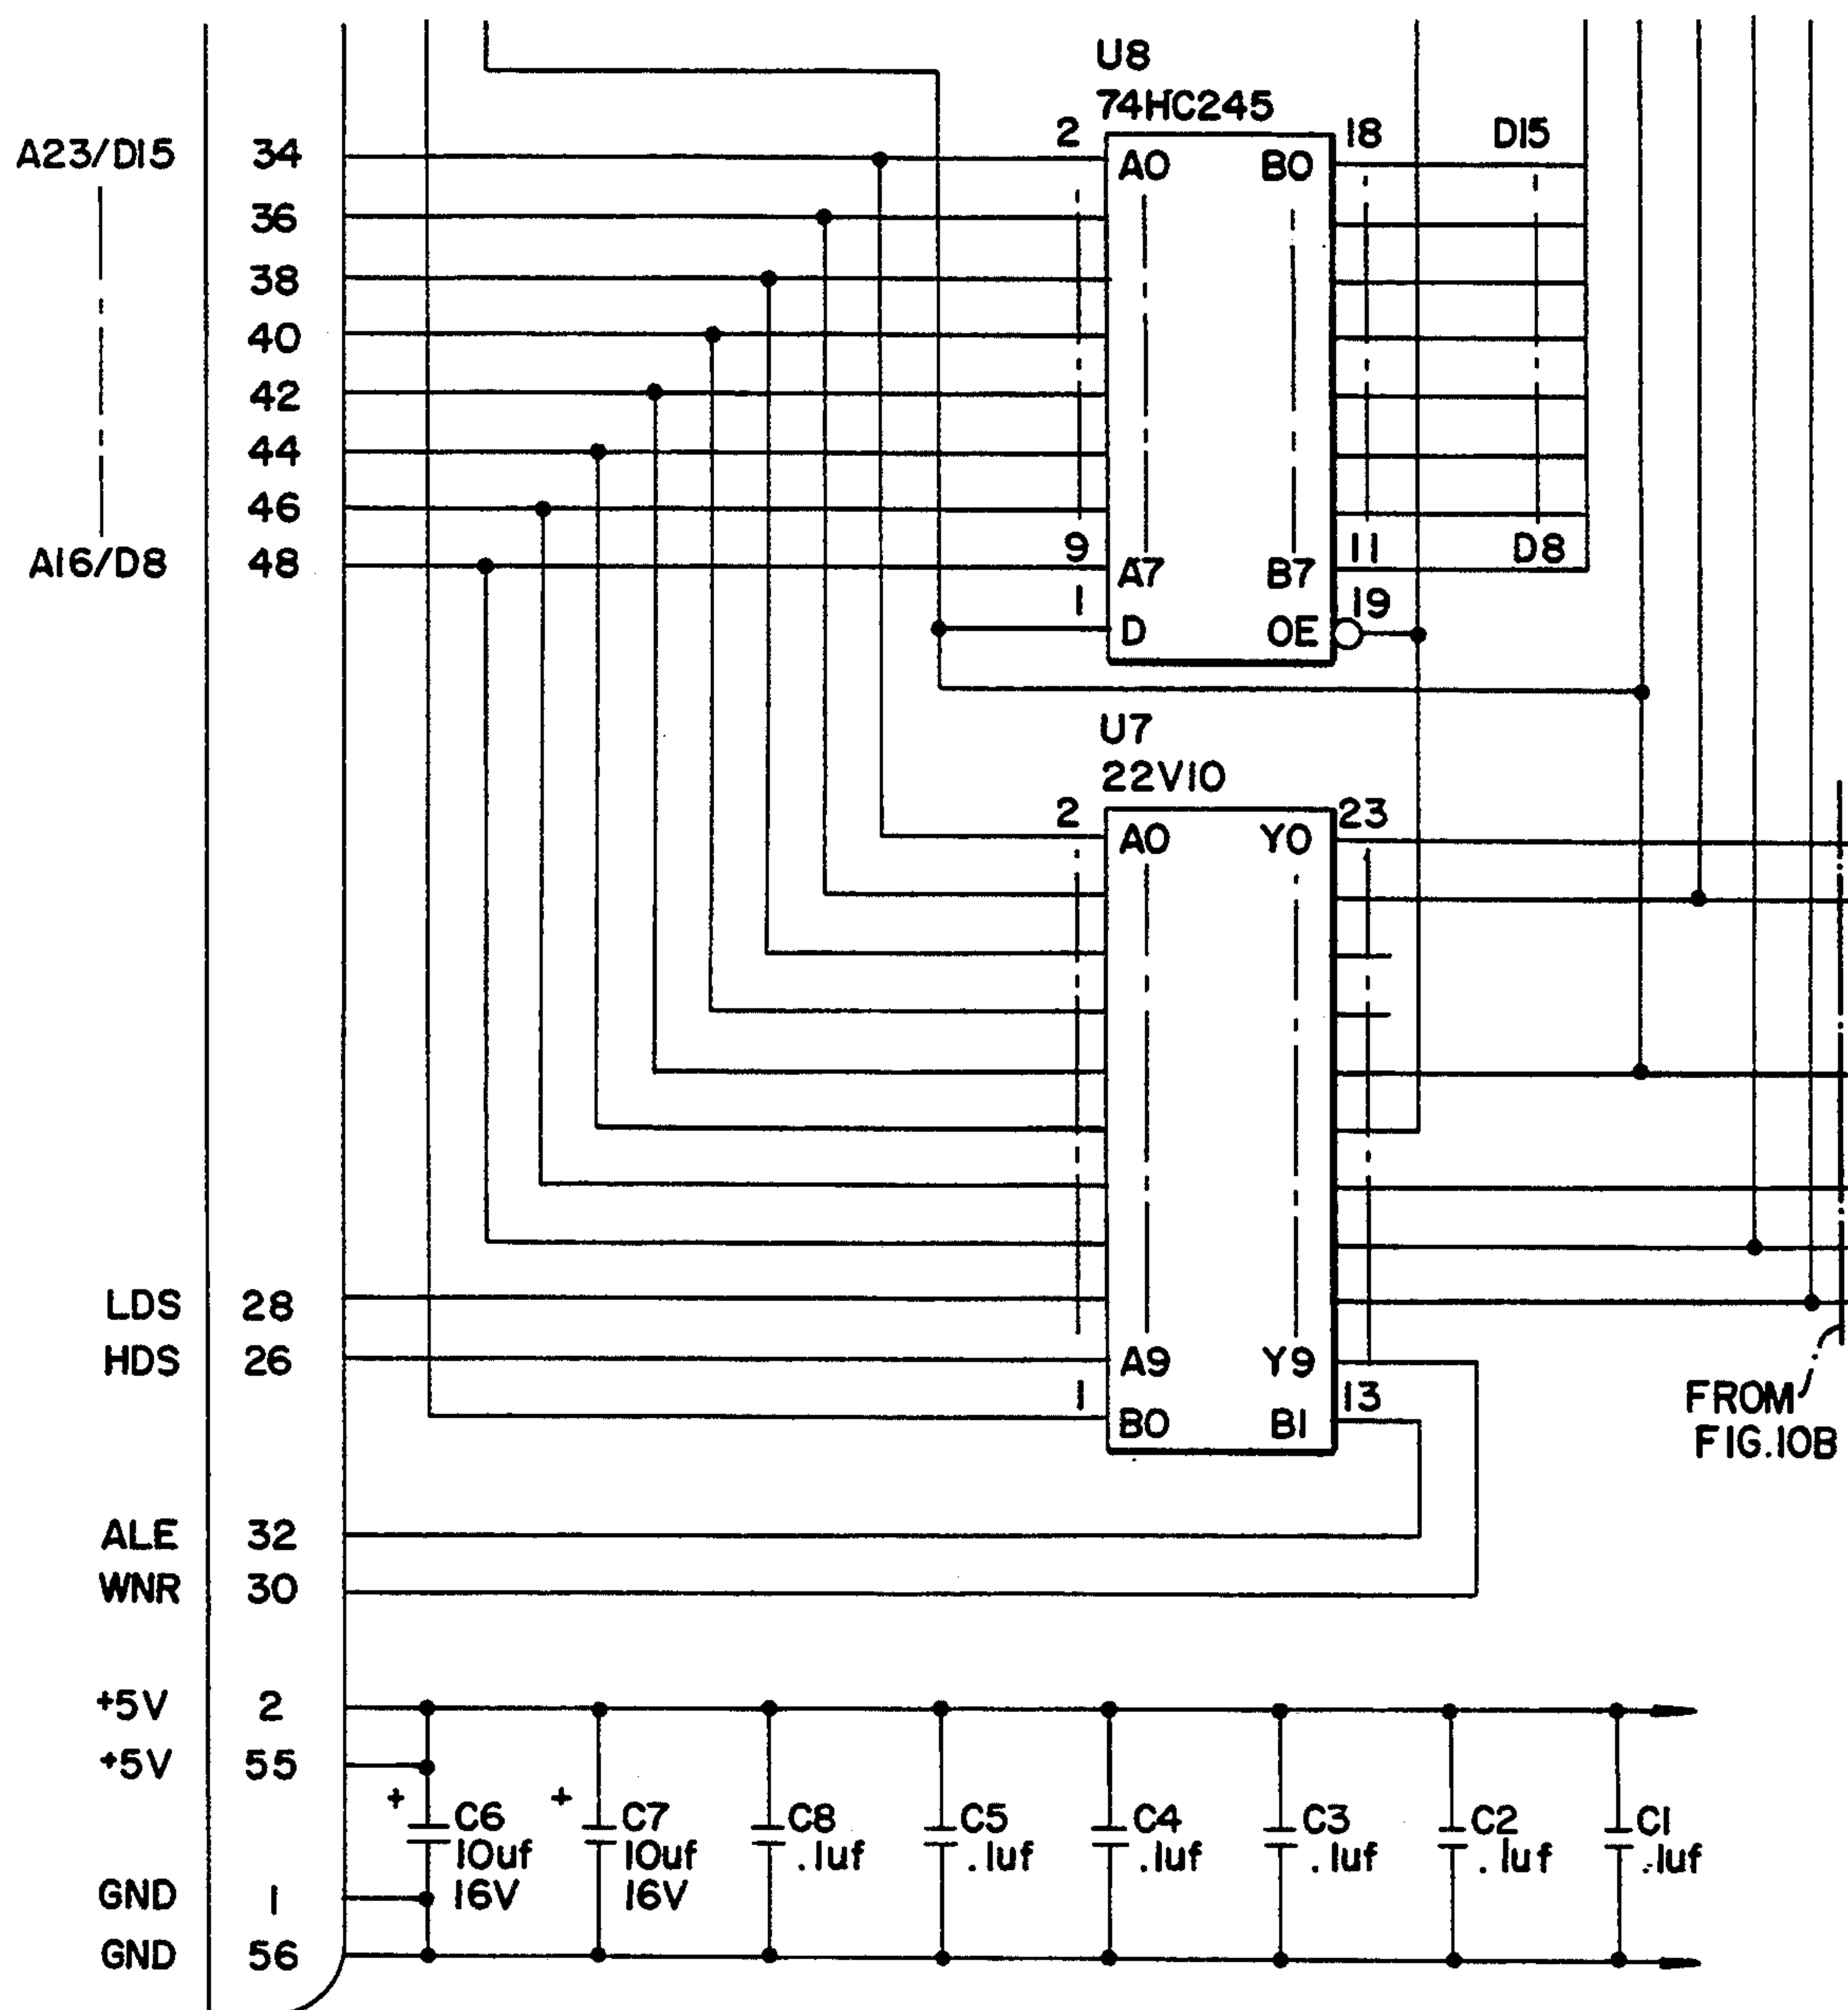 U8
74HC245
A23/D15 34 2 A0 B0 18 D15
36
38
40
42
44
46
A16/D8 48 9 A7 B7 11 D8
1 D OE 19
U7
22V10
2 A0 Y0 23
LDS 28
HDS 26 A9 Y9
1 B0 B1 13
FROM
FIG.10B
ALE 32
WNR 30
+5V 2
+5V 55
+ C6 + C7 C8 C5 C4 C3 C2 C1
10uf 10uf .1uf .1uf .1uf .1uf .1uf .1uf
16V 16V
GND 1
GND 56